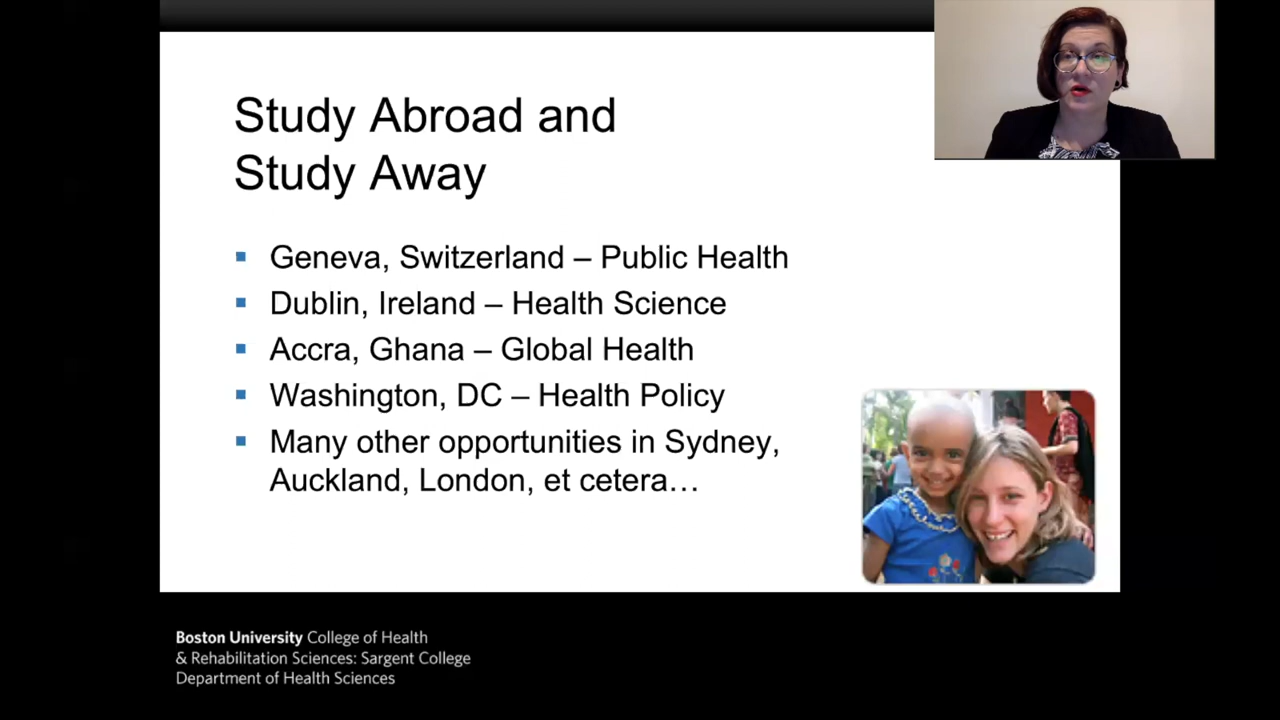 Study Abroad and
Study Away
Geneva, Switzerland – Public Health
Dublin, Ireland – Health Science
Accra, Ghana – Global Health
Washington, DC – Health Policy
Many other opportunities in Sydney,
Auckland, London, et cetera…
Boston University College of Health
& Rehabilitation Sciences: Sargent College
Department of Health Sciences